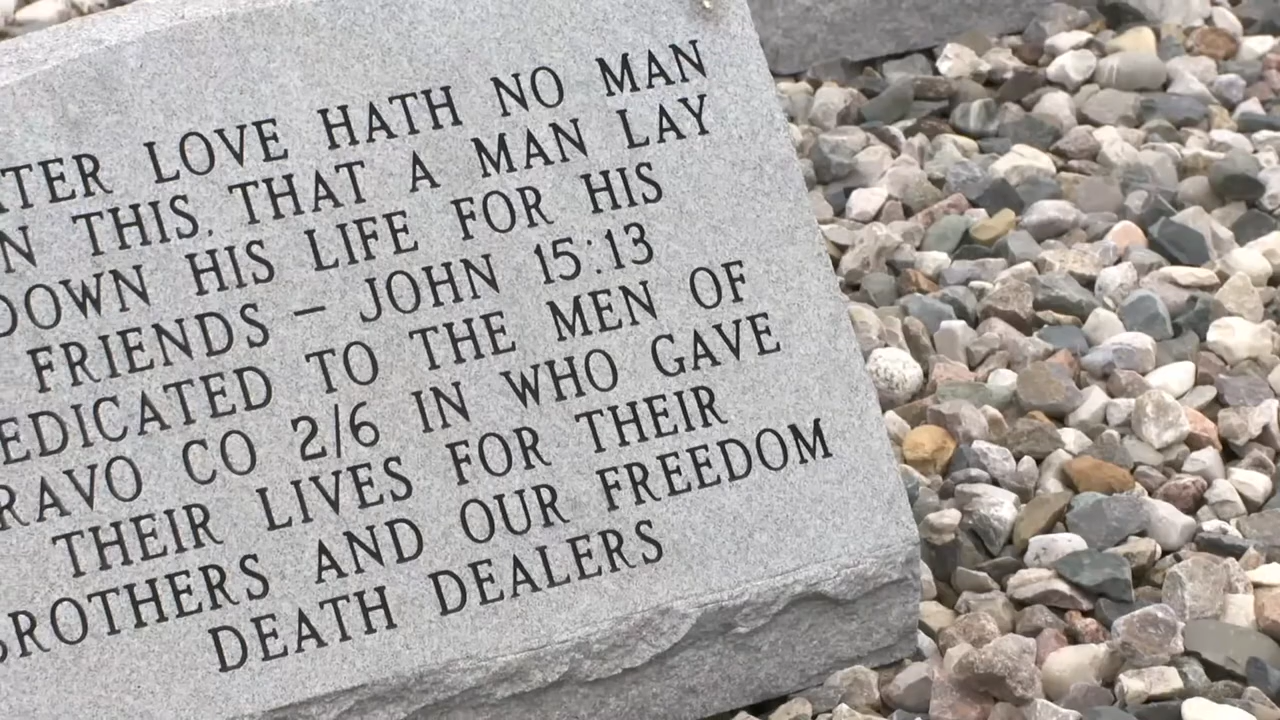 ATER LOVE HATH NO MAN
N THIS. THAT A MAN LAY
DOWN HIS LIFE FOR HIS
FRIENDS – JOHN 15:13
EDICATED TO THE MEN OF
RAVO CO 2/6 IN WHO GAVE
THEIR LIVES FOR THEIR
BROTHERS AND OUR FREEDOM
DEATH DEALERS